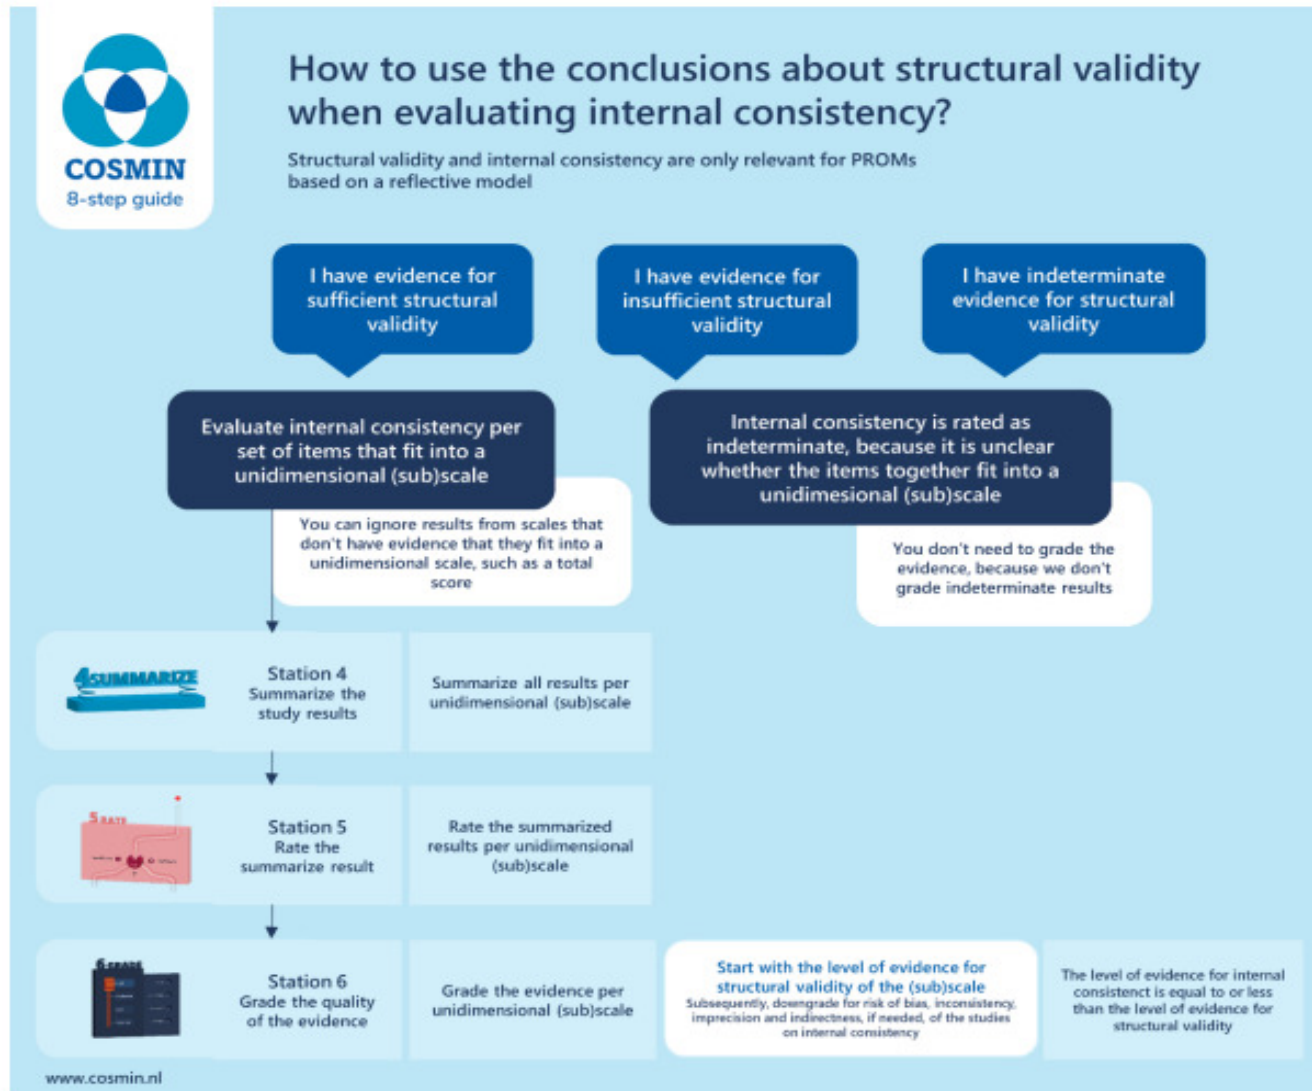 COSMIN
8-step guide
How to use the conclusions about structural validity
when evaluating internal consistency?
Structural validity and internal consistency are only relevant for PROMs
based on a reflective model
I have evidence for
sufficient structural
validity
I have evidence for
insufficient structural
validity
I have indeterminate
evidence for structural
validity
Evaluate internal consistency per
set of items that fit into a
unidimensional (sub)scale
You can ignore results from scales that
don't have evidence that they fit into a
unidimensional scale, such as a total
score
Internal consistency is rated as
indeterminate, because it is unclear
whether the items together fit into a
unidimesional (sub)scale
You don't need to grade the
evidence, because we don't
grade indeterminate results
4 SUMMARIZE
Station 4
Summarize the
study results
Summarize all results per
unidimensional (sub)scale
5 RATE
Station 5
Rate the
summarize result
Rate the summarized
results per unidimensional
(sub)scale
6 GRADE
Station 6
Grade the quality
of the evidence
Grade the evidence per
unidimensional (sub)scale
Start with the level of evidence for
structural validity of the (sub)scale
Subsequently, downgrade for risk of bias, inconsistency,
imprecision and indirectness, if needed, of the studies
on internal consistency
The level of evidence for internal
consistenct is equal to or less
than the level of evidence for
structural validity
www.cosmin.nl